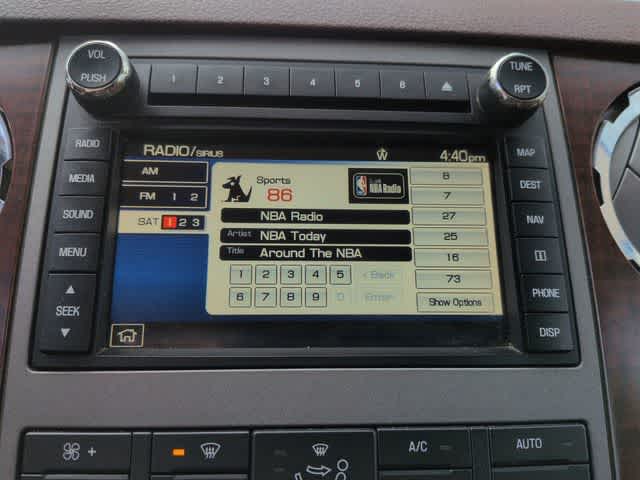 VOL
PUSH
1 2 3 4 5 6
TUNE
RPT
RADIO
MEDIA
SOUND
MENU
SEEK
MAP
DEST
NAV
i
PHONE
DISP
RADIO/SIRIUS
W
4:40pm
AM
FM 1 2
SAT 1 2 3
Sports
86
NBA Radio
NBA Radio
Artist NBA Today
Title Around The NBA
1 2 3 4 5 < Back
6 7 8 9 0 Enter
8
7
27
25
16
73
Show Options
+
A/C
AUTO